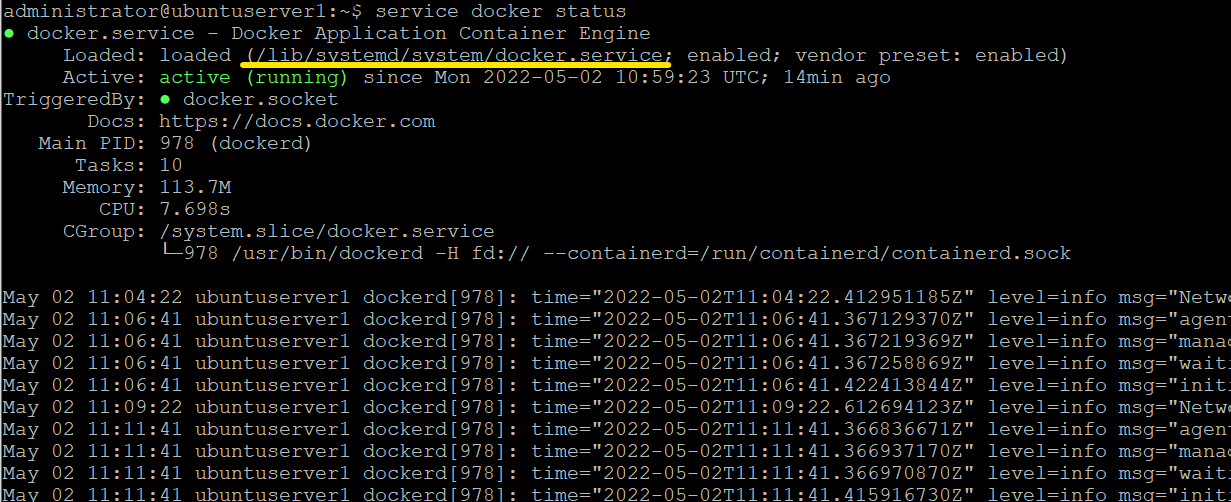 administrator@ubuntuserver1:~$ service docker status
● docker.service - Docker Application Container Engine
Loaded: loaded (/lib/systemd/system/docker.service; enabled; vendor preset: enabled)
Active: active (running) since Mon 2022-05-02 10:59:23 UTC; 14min ago
TriggeredBy: ● docker.socket
Docs: https://docs.docker.com
Main PID: 978 (dockerd)
Tasks: 10
Memory: 113.7M
CPU: 7.698s
CGroup: /system.slice/docker.service
└─978 /usr/bin/dockerd -H fd:// --containerd=/run/containerd/containerd.sock
May 02 11:04:22 ubuntuserver1 dockerd[978]: time="2022-05-02T11:04:22.412951185Z" level=info msg="Netwo
May 02 11:06:41 ubuntuserver1 dockerd[978]: time="2022-05-02T11:06:41.367129370Z" level=info msg="agent
May 02 11:06:41 ubuntuserver1 dockerd[978]: time="2022-05-02T11:06:41.367219369Z" level=info msg="manag
May 02 11:06:41 ubuntuserver1 dockerd[978]: time="2022-05-02T11:06:41.367258869Z" level=info msg="waiti
May 02 11:06:41 ubuntuserver1 dockerd[978]: time="2022-05-02T11:06:41.422413844Z" level=info msg="initi
May 02 11:09:22 ubuntuserver1 dockerd[978]: time="2022-05-02T11:09:22.612694123Z" level=info msg="Netwo
May 02 11:11:41 ubuntuserver1 dockerd[978]: time="2022-05-02T11:11:41.366836671Z" level=info msg="agent
May 02 11:11:41 ubuntuserver1 dockerd[978]: time="2022-05-02T11:11:41.366937170Z" level=info msg="manag
May 02 11:11:41 ubuntuserver1 dockerd[978]: time="2022-05-02T11:11:41.366970870Z" level=info msg="waiti
May 02 11:11:41 ubuntuserver1 dockerd[978]: time="2022-05-02T11:11:41.415916730Z" level=info msg="initi